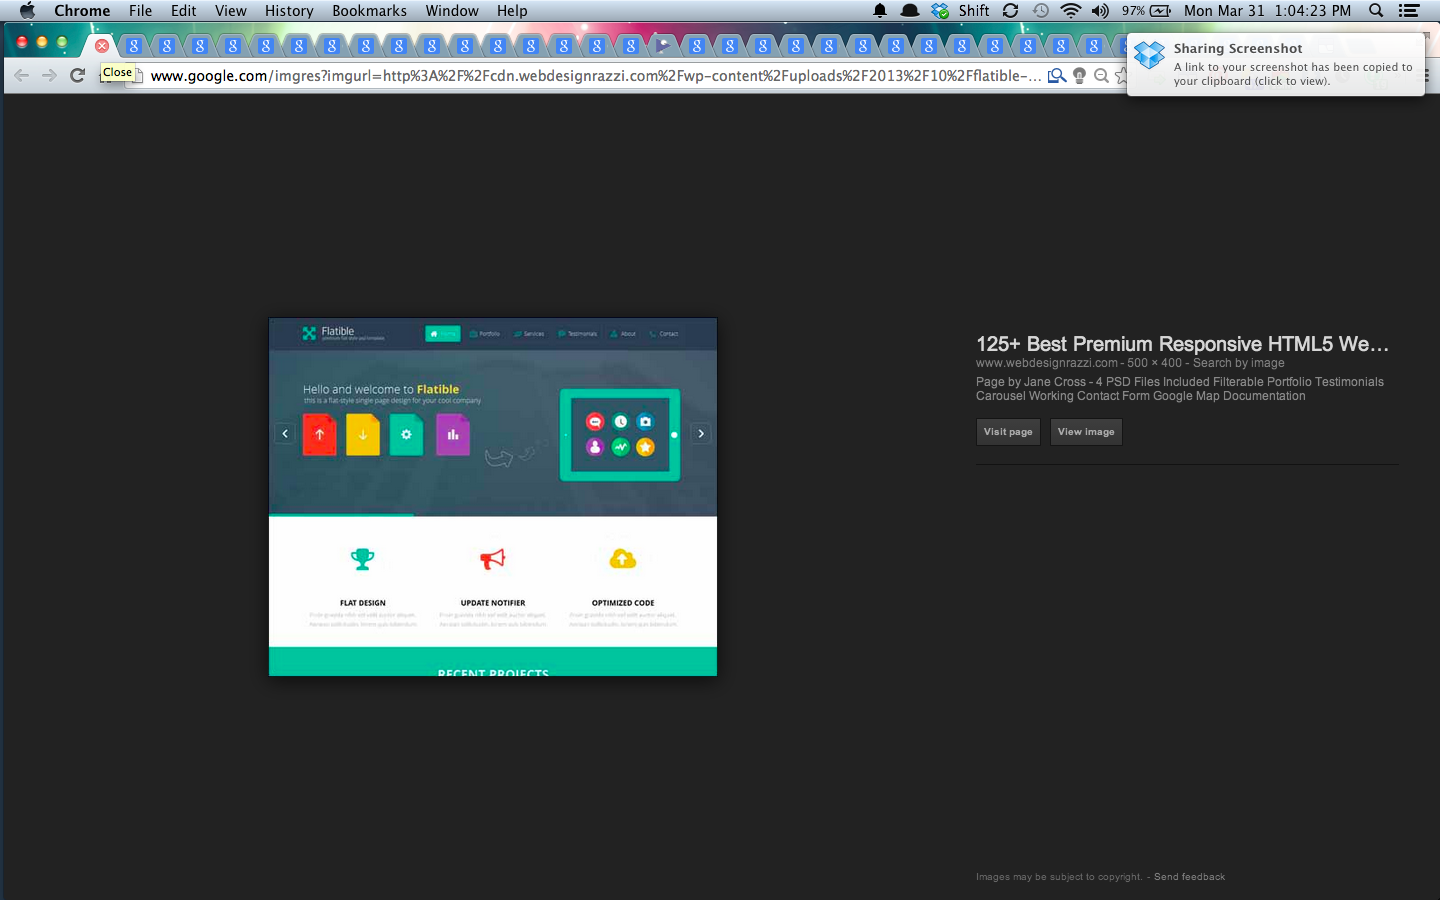 Chrome File Edit View History Bookmarks Window Help Shift 97% Mon Mar 31 1:04:23 PM
Close
www.google.com/imgres?imgurl=http%3A%2F%2Fcdn.webdesignrazzi.com%2Fwp-content%2Fuploads%2F2013%2F10%2Fflatible-...
Sharing Screenshot
A link to your screenshot has been copied to
your clipboard (click to view).
Flatible
premium flat style psd template
Home Portfolio Services Testimonials About Contact
Hello and welcome to Flatible
this is a flat-style single page design for your cool company
FLAT DESIGN UPDATE NOTIFIER OPTIMIZED CODE
RECENT PROJECTS
125+ Best Premium Responsive HTML5 We...
www.webdesignrazzi.com - 500 × 400 - Search by image
Page by Jane Cross - 4 PSD Files Included Filterable Portfolio Testimonials
Carousel Working Contact Form Google Map Documentation
Visit page View image
Images may be subject to copyright. - Send feedback